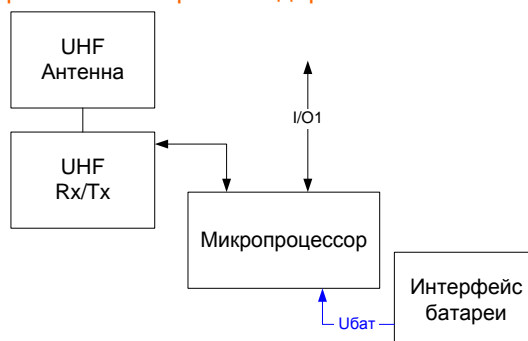 UHF
Антенна
I/O1
UHF
Rx/Tx
Микропроцессор
Интерфейс
батареи
Uбат